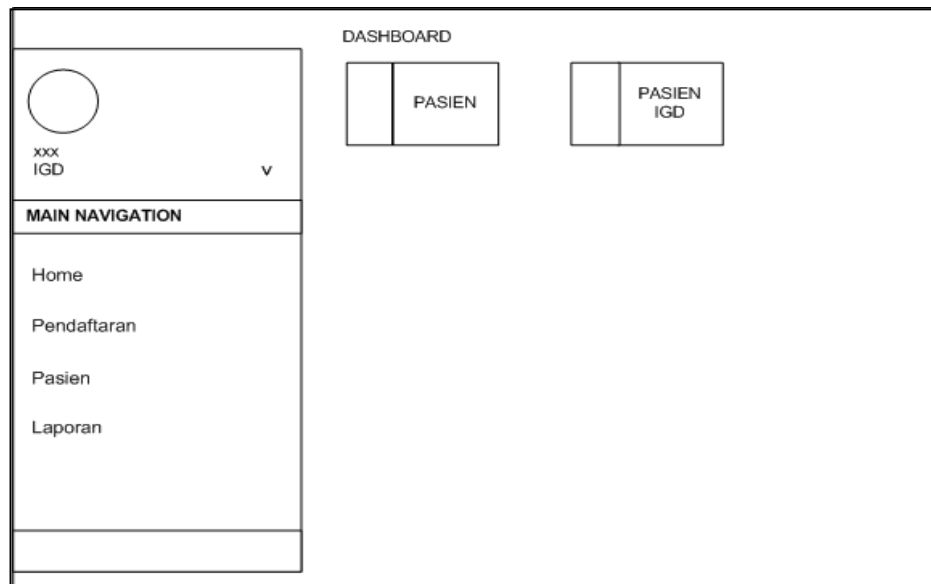 DASHBOARD
PASIEN
PASIEN
IGD
xxx
IGD
v
MAIN NAVIGATION
Home
Pendaftaran
Pasien
Laporan